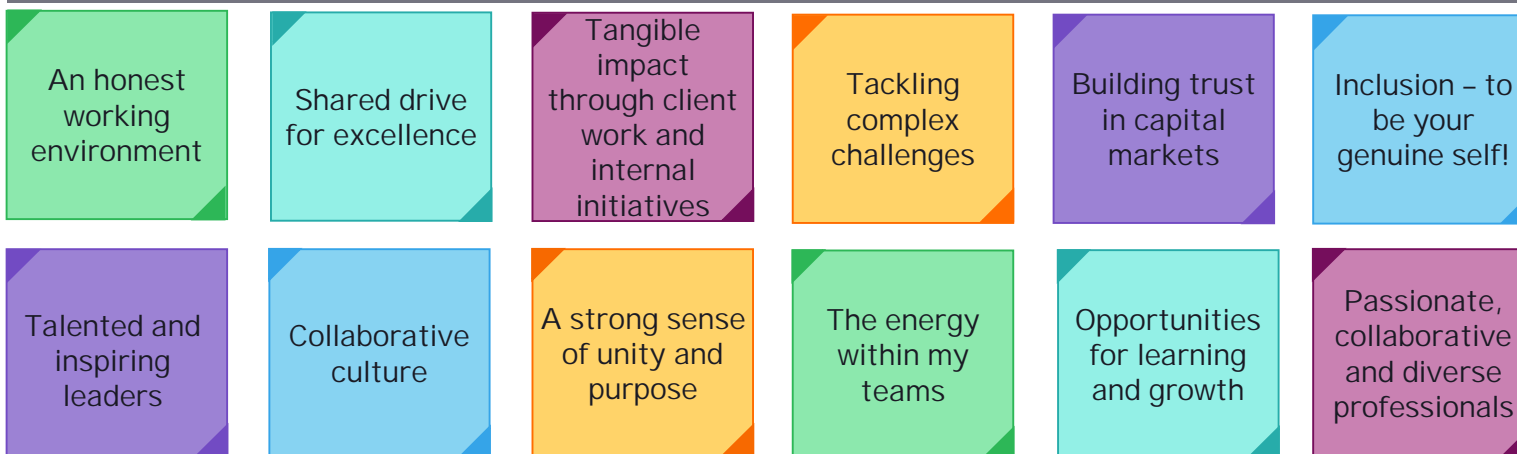 An honest
working
environment
Shared drive
for excellence
Tangible
impact
through client
work and
internal
initiatives
Tackling
complex
challenges
Building trust
in capital
markets
Inclusion – to
be your
genuine self!
Talented and
inspiring
leaders
Collaborative
culture
A strong sense
of unity and
purpose
The energy
within my
teams
Opportunities
for learning
and growth
Passionate,
collaborative
and diverse
professionals